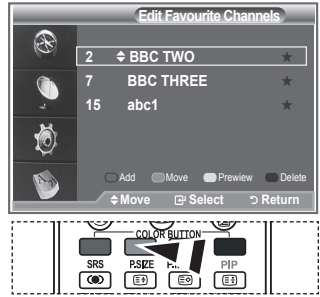 Edit Favourite Channels
2 BBC TWO
7 BBC THREE
15 abc1
Add Move Prewiew Delete
Move Select Return
COLOR BUTTON
SRS P.SIZE PIP